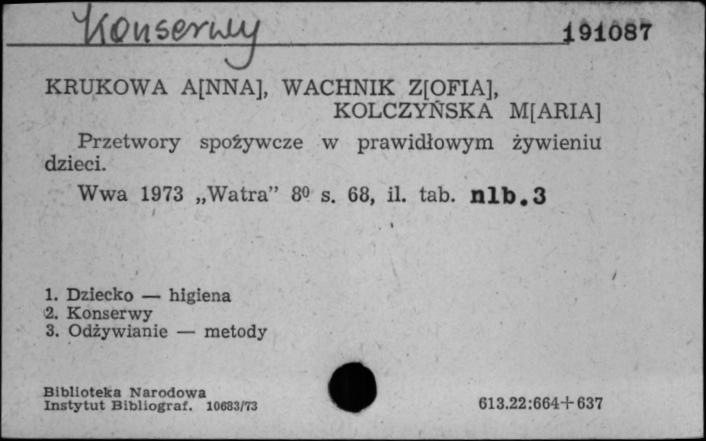 Konserwy
191087
KRUKOWA A[NNA], WACHNIK Z[OFIA],
KOLCZYŃSKA M[ARIA]
Przetwory spożywcze w prawidłowym żywieniu
dzieci.
Wwa 1973 „Watra” 8⁰ s. 68, il. tab. nlb.3
1. Dziecko — higiena
2. Konserwy
3. Odżywianie — metody
Biblioteka Narodowa
Instytut Bibliograf. 10683/73
613.22:664+637